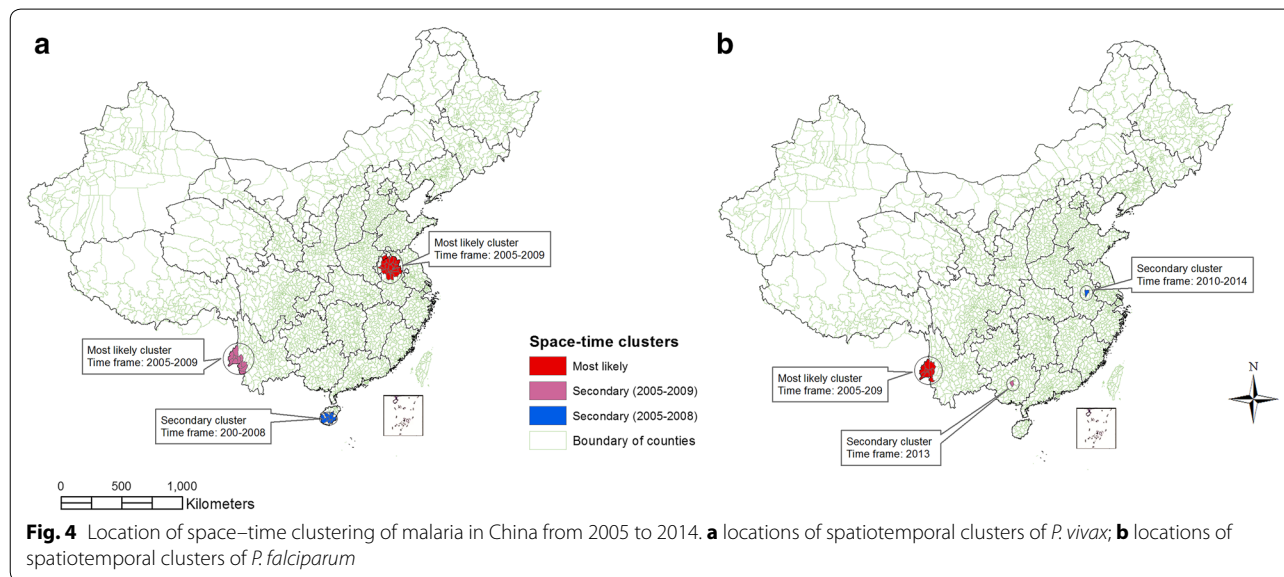 a
b
Most likely cluster
Time frame: 2005-2009
Secondary cluster
Time frame: 2010-2014
Most likely cluster
Time frame: 2005-2009
Secondary cluster
Time frame: 200-2008
Space-time clusters
Most likely
Secondary (2005-2009)
Secondary (2005-2008)
Boundary of counties
Most likely cluster
Time frame: 2005-209
Secondary cluster
Time frame: 2013
N
0 500 1,000
Kilometers
Fig. 4 Location of space–time clustering of malaria in China from 2005 to 2014. a locations of spatiotemporal clusters of P. vivax; b locations of
spatiotemporal clusters of P. falciparum